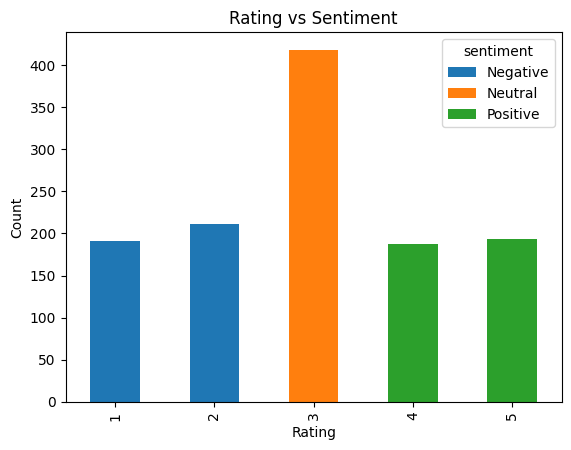 Rating vs Sentiment
sentiment
Negative
Neutral
Positive
400
350
300
250
200
150
100
50
0
Count
1
2
3
4
5
Rating